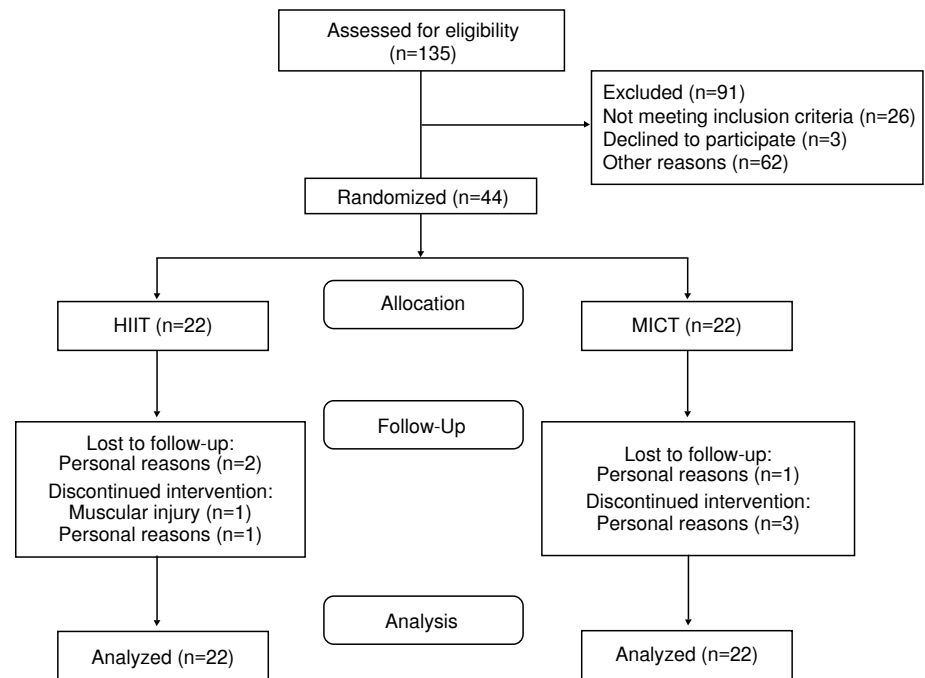 Assessed for eligibility
(n=135)
Excluded (n=91)
Not meeting inclusion criteria (n=26)
Declined to participate (n=3)
Other reasons (n=62)
Randomized (n=44)
Allocation
HIIT (n=22)
MICT (n=22)
Follow-Up
Lost to follow-up:
Personal reasons (n=2)
Discontinued intervention:
Muscular injury (n=1)
Personal reasons (n=1)
Lost to follow-up:
Personal reasons (n=1)
Discontinued intervention:
Personal reasons (n=3)
Analysis
Analyzed (n=22)
Analyzed (n=22)